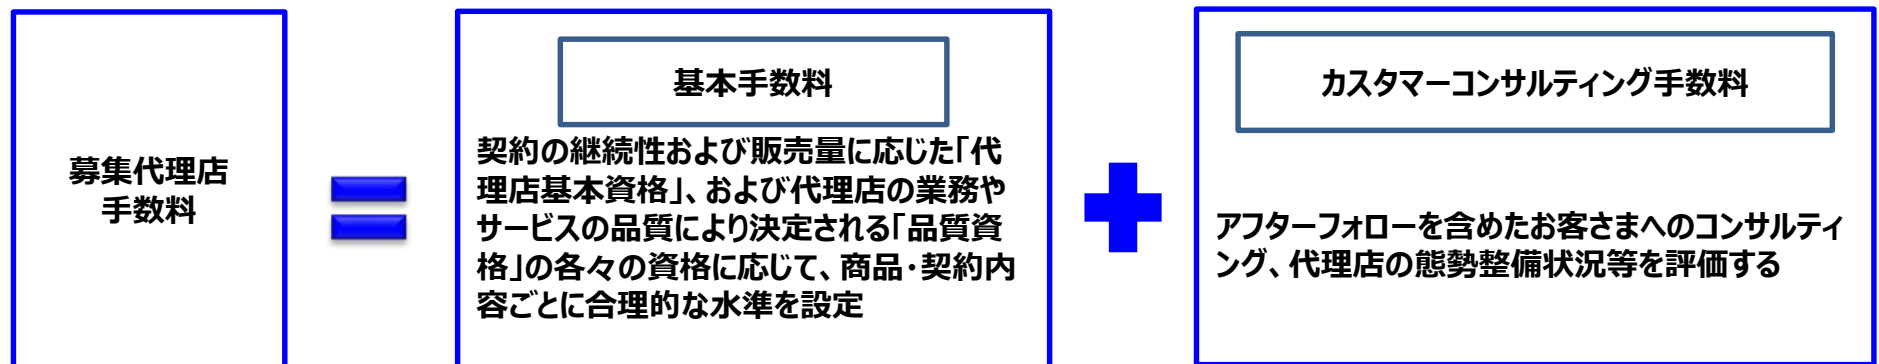 募集代理店
手数料
基本手数料
契約の継続性および販売量に応じた「代
理店基本資格」、および代理店の業務や
サービスの品質により決定される「品質資
格」の各々の資格に応じて、商品・契約内
容ごとに合理的な水準を設定
カスタマーコンサルティング手数料
アフターフォローを含めたお客さまへのコンサルティ
ング、代理店の態勢整備状況等を評価する